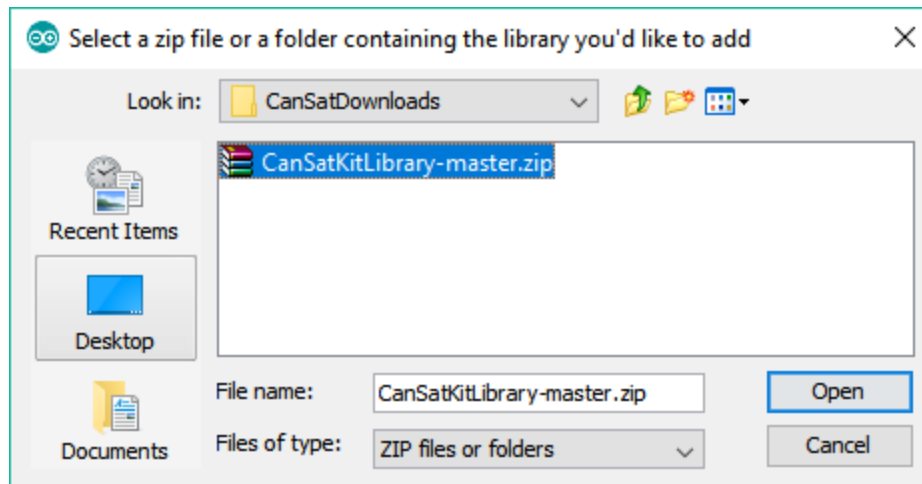 Select a zip file or a folder containing the library you'd like to add
Look in: CanSatDownloads
CanSatKitLibrary-master.zip
Recent Items
Desktop
Documents
File name: CanSatKitLibrary-master.zip Open
Files of type: ZIP files or folders Cancel